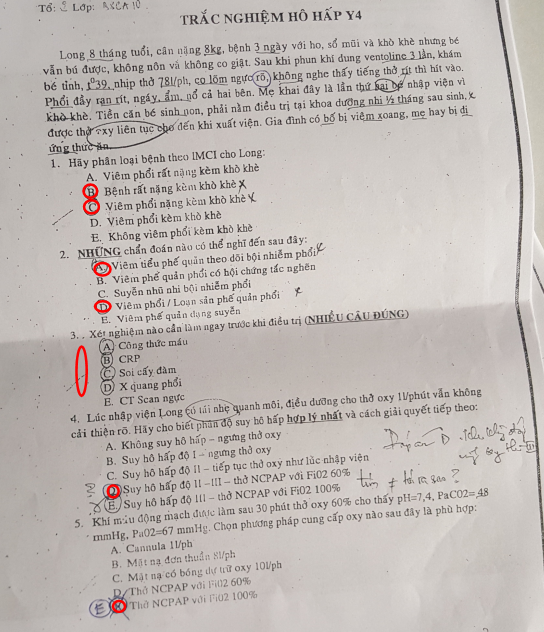 Tổ: Lớp:
TRẮC NGHIỆM HÔ HẤP Y4
Long 8 tháng tuổi, cân nặng 8kg, bệnh 3 ngày với ho, sổ mũi và khò khè nhưng bé
vẫn bú được, không nôn và không co giật. Sau khi phun khí dung ventoline 3 lần, khám
bé tỉnh, t°39, nhịp thở 78l/ph, co lõm ngực rõ, không nghe thấy tiếng thở rít thì hít vào.
Phổi đầy ran rít, ngáy, ẩm, nổ cả hai bên. Mẹ khai đây là lần thứ hai bé nhập viện vì
khò khè. Tiền căn bé sinh non, phải nằm điều trị tại khoa dưỡng nhi ½ tháng sau sinh,
được thở oxy liên tục cho đến khi xuất viện. Gia đình có bố bị viêm xoang, mẹ hay bị dị
ứng thức ăn.
1. Hãy phân loại bệnh theo IMCI cho Long:
A. Viêm phổi rất nặng kèm khò khè
B. Bệnh rất nặng kèm khò khè
C. Viêm phổi nặng kèm khò khè
D. Viêm phổi kèm khò khè
E. Không viêm phổi kèm khò khè
2. NHỮNG chẩn đoán nào có thể nghĩ đến sau đây:
A. Viêm tiểu phế quản theo dõi bội nhiễm phổi
B. Viêm phế quản phổi có hội chứng tắc nghẽn
C. Suyễn nhũ nhi bội nhiễm phổi
D. Viêm phổi / Loạn sản phế quản phổi
E. Viêm phế quản dạng suyễn
3. . Xét nghiệm nào cần làm ngay trước khi điều trị (NHIỀU CÂU ĐÚNG)
A. Công thức máu
B. CRP
C. Soi cấy đàm
D. X quang phổi
E. CT Scan ngực
4. Lúc nhập viện Long có tái nhẹ quanh môi, điều dưỡng cho thở oxy 1l/phút vẫn không
cải thiện rõ. Hãy cho biết phân độ suy hô hấp hợp lý nhất và cách giải quyết tiếp theo:
A. Không suy hô hấp – ngưng thở oxy
B. Suy hô hấp độ I – ngưng thở oxy
C. Suy hô hấp độ II – tiếp tục thở oxy như lúc nhập viện
D. Suy hô hấp độ II –III – thở NCPAP với Fi02 60%
E. Suy hô hấp độ III – thở NCPAP với Fi02 100%
5. Khí máu động mạch được làm sau 30 phút thở oxy 60% cho thấy pH=7,4, PaC02= 48
mmHg, Pa02=67 mmHg. Chọn phương pháp cung cấp oxy nào sau đây là phù hợp:
A. Cannula 1l/ph
B. Mặt nạ đơn thuần 8l/ph
C. Mặt nạ có bóng dự trữ oxy 10l/ph
D. Thở NCPAP với Fi02 60%
E Thở NCPAP với Fi02 100%